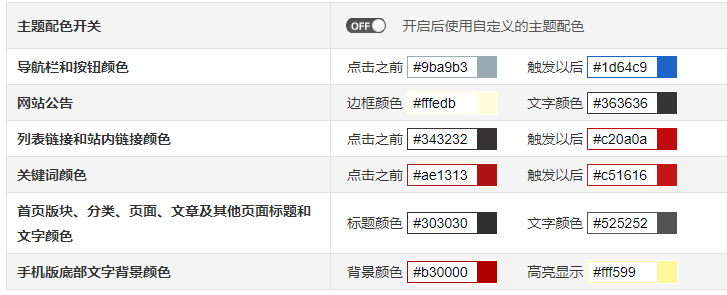 主题配色开关 OFF 开启后使用自定义的主题配色
导航栏和按钮颜色 点击之前 #9ba9b3 触发以后 #1d64c9
网站公告 边框颜色 #fffedb 文字颜色 #363636
列表链接和站内链接颜色 点击之前 #343232 触发以后 #c20a0a
关键词颜色 点击之前 #ae1313 触发以后 #c51616
首页版块、分类、页面、文章及其他页面标题和
文字颜色 标题颜色 #303030 文字颜色 #525252
手机版底部文字背景颜色 背景颜色 #b30000 高亮显示 #fff599